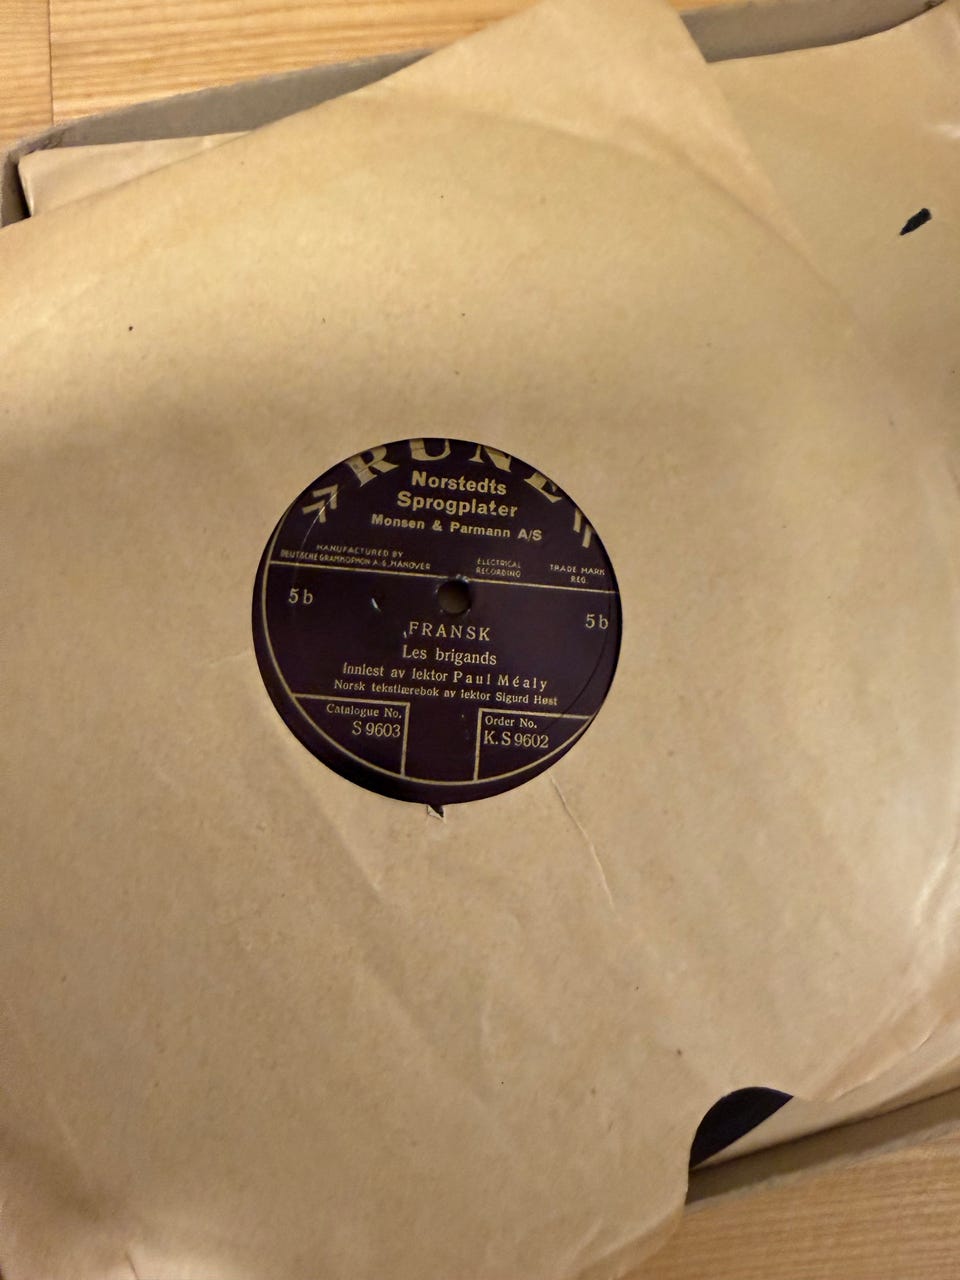 RUNE
Norstedts
Sprogplater
Monsen & Parmann A/S
MANUFACTURED BY
DEUTSCHE GRAMMOPHON A.G. HANOVER
ELECTRICAL
RECORDING
TRADE MARK
REG.
5b
5b
FRANSK
Les brigands
Innlest av lektor Paul Méaly
Norsk tekstlærebok av lektor Sigurd Høst
Catalogue No.
S 9603
Order No.
K. S 9602